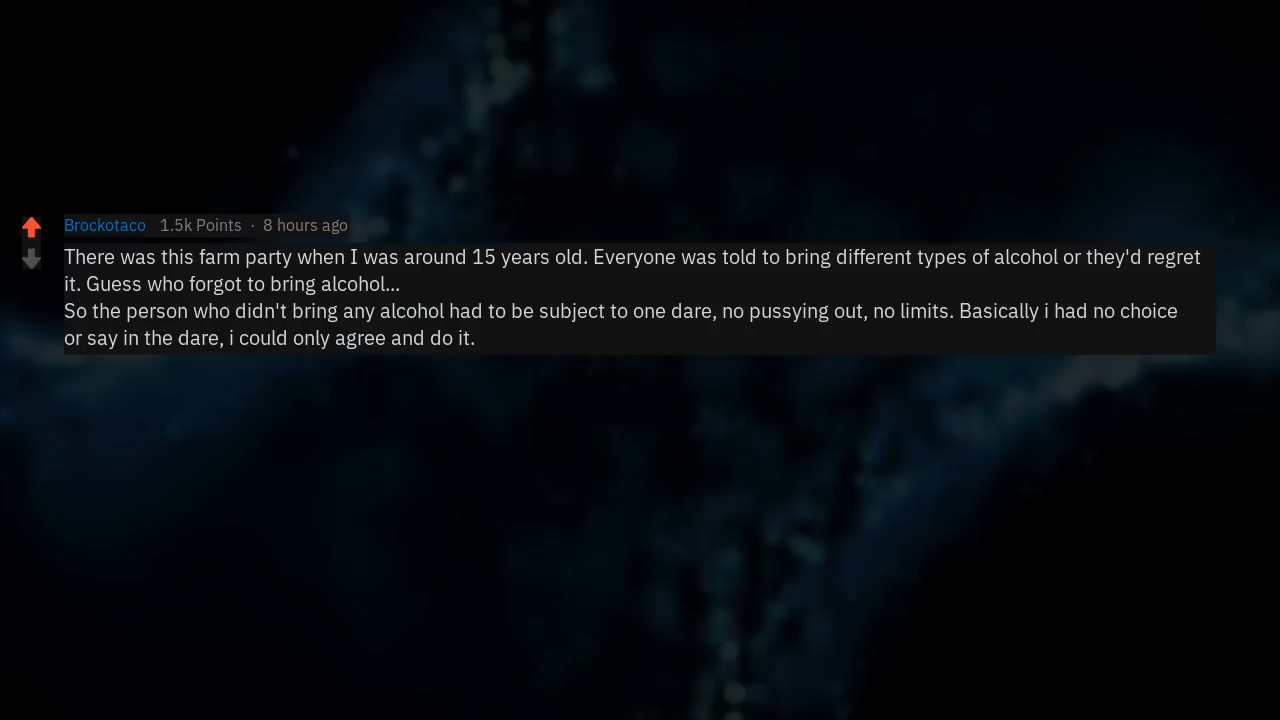 Brockotaco 1.5k Points · 8 hours ago
There was this farm party when I was around 15 years old. Everyone was told to bring different types of alcohol or they'd regret
it. Guess who forgot to bring alcohol...
So the person who didn't bring any alcohol had to be subject to one dare, no pussying out, no limits. Basically i had no choice
or say in the dare, i could only agree and do it.